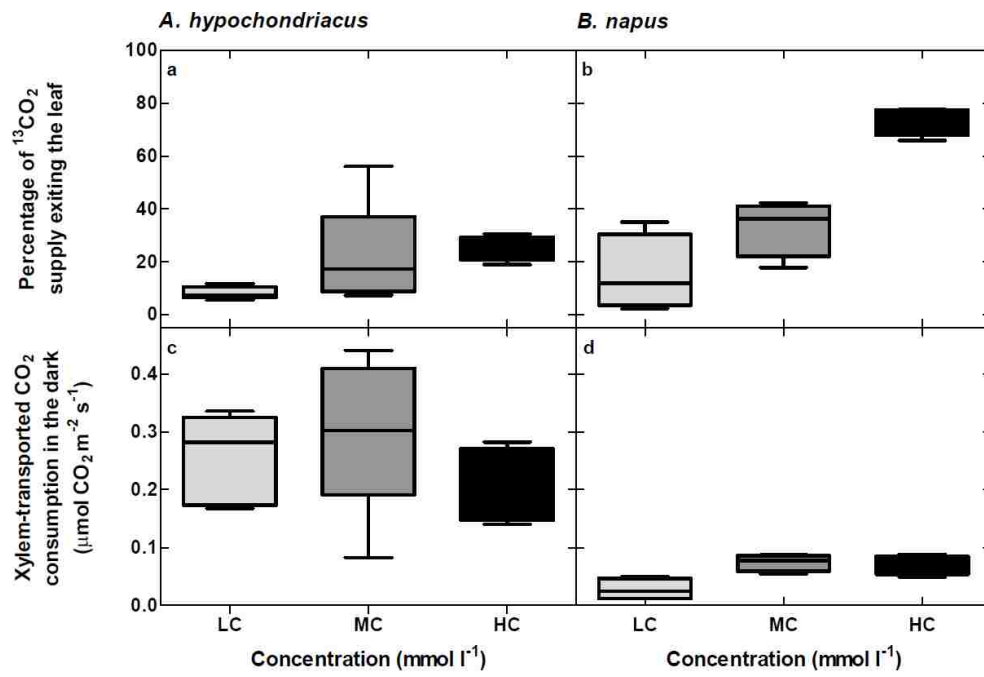 A. hypochondriacus
B. napus
Percentage of ¹³CO₂
supply exiting the leaf
100
80
60
40
20
0
a
b
Xylem-transported CO₂
consumption in the dark
(μmol CO₂ m⁻² s⁻¹)
0.4
0.3
0.2
0.1
0.0
c
d
LC
MC
HC
LC
MC
HC
Concentration (mmol l⁻¹)
Concentration (mmol l⁻¹)